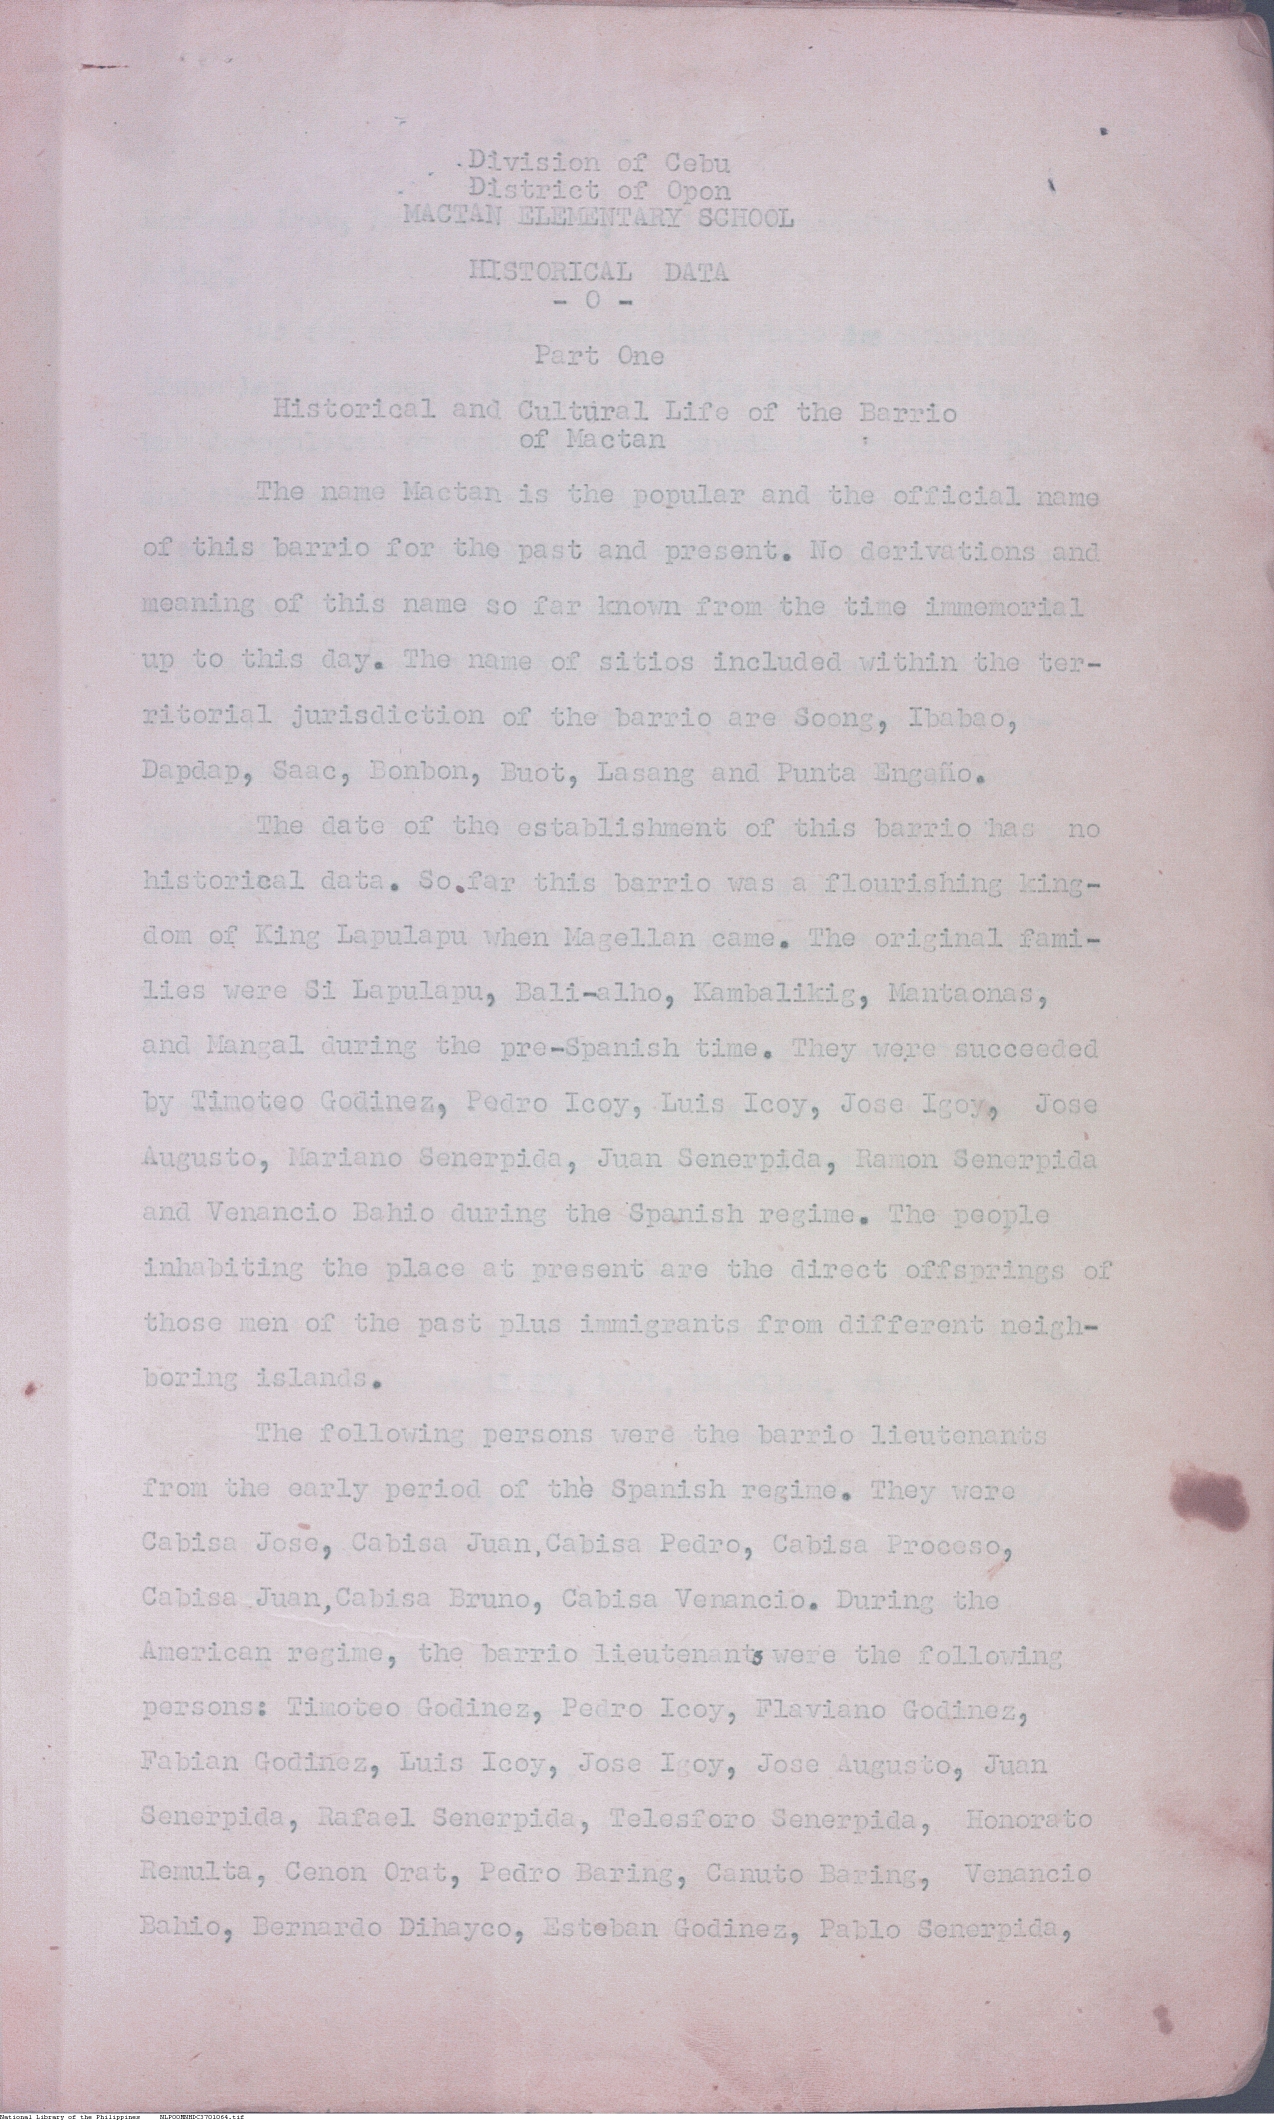 Division of Cebu
District of Opon
MACTAN ELEMENTARY SCHOOL
HISTORICAL DATA
- O -
Part One
Historical and Cultural Life of the Barrio
of Mactan
The name Mactan is the popular and the official name
of this barrio for the past and present. No derivations and
meaning of this name so far known from the time immemorial
up to this day. The name of sitios included within the ter-
ritorial jurisdiction of the barrio are Soong, Ibabao,
Dapdap, Saac, Bonbon, Buot, Lasang and Punta Engaño.
The date of the establishment of this barrio has no
historical data. So far this barrio was a flourishing king-
dom of King Lapulapu when Magellan came. The original fami-
lies were Si Lapulapu, Bali-alho, Kambalikig, Mantaonas,
and Mangal during the pre-Spanish time. They were succeeded
by Timoteo Godinez, Pedro Icoy, Luis Icoy, Jose Igoy, Jose
Augusto, Mariano Senerpida, Juan Senerpida, Ramon Senerpida
and Venancio Bahio during the Spanish regime. The people
inhabiting the place at present are the direct offsprings of
those men of the past plus immigrants from different neigh-
boring islands.
The following persons were the barrio lieutenants
from the early period of the Spanish regime. They were
Cabisa Jose, Cabisa Juan, Cabisa Pedro, Cabisa Proceso,
Cabisa Juan, Cabisa Bruno, Cabisa Venancio. During the
American regime, the barrio lieutenants were the following
persons: Timoteo Godinez, Pedro Icoy, Flaviano Godinez,
Fabian Godinez, Luis Icoy, Jose Igoy, Jose Augusto, Juan
Senerpida, Rafael Senerpida, Telesforo Senerpida, Honorato
Remulta, Cenon Orat, Pedro Baring, Canuto Baring, Venancio
Bahio, Bernardo Dihayco, Esteban Godinez, Pablo Senerpida,
National Library of the Philippines NLPOOMNHDC3701064.tif